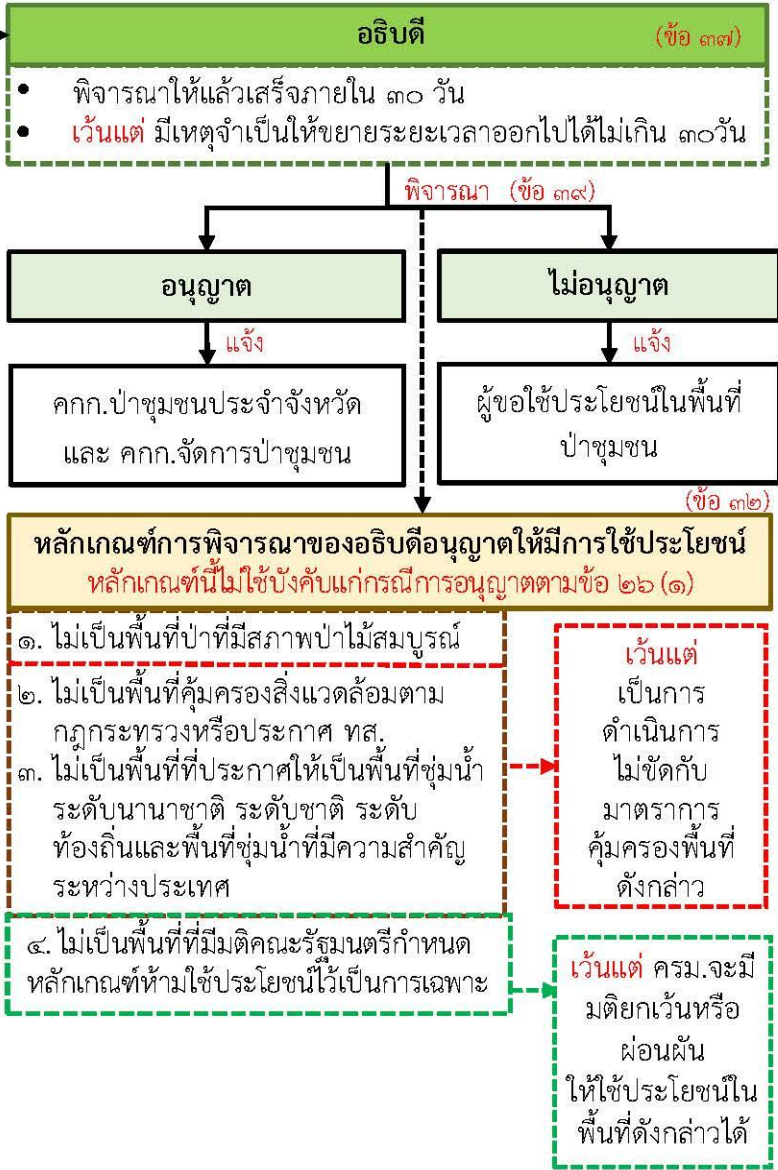 อธิบดี (ข้อ ๓๗)
• พิจารณาให้แล้วเสร็จภายใน ๓๐ วัน
• เว้นแต่ มีเหตุจำเป็นให้ขยายระยะเวลาออกไปได้ไม่เกิน ๓๐วัน
พิจารณา (ข้อ ๓๙)
อนุญาต
ไม่อนุญาต
แจ้ง
แจ้ง
คกก.ป่าชุมชนประจำจังหวัด
และ คกก.จัดการป่าชุมชน
ผู้ขอใช้ประโยชน์ในพื้นที่
ป่าชุมชน
(ข้อ ๓๒)
หลักเกณฑ์การพิจารณาของอธิบดีอนุญาตให้มีการใช้ประโยชน์
หลักเกณฑ์นี้ไม่ใช้บังคับแก่กรณีการอนุญาตตามข้อ ๒๖ (๑)
๑. ไม่เป็นพื้นที่ป่าที่มีสภาพป่าไม้สมบูรณ์
๒. ไม่เป็นพื้นที่คุ้มครองสิ่งแวดล้อมตาม
กฎกระทรวงหรือประกาศ ทส.
๓. ไม่เป็นพื้นที่ที่ประกาศให้เป็นพื้นที่ชุ่มน้ำ
ระดับนานาชาติ ระดับชาติ ระดับ
ท้องถิ่นและพื้นที่ชุ่มน้ำที่มีความสำคัญ
ระหว่างประเทศ
เว้นแต่
เป็นการ
ดำเนินการ
ไม่ขัดกับ
มาตราการ
คุ้มครองพื้นที่
ดังกล่าว
๔. ไม่เป็นพื้นที่ที่มีมติคณะรัฐมนตรีกำหนด
หลักเกณฑ์ห้ามใช้ประโยชน์ไว้เป็นการเฉพาะ
เว้นแต่ ครม.จะมี
มติยกเว้นหรือ
ผ่อนผัน
ให้ใช้ประโยชน์ใน
พื้นที่ดังกล่าวได้